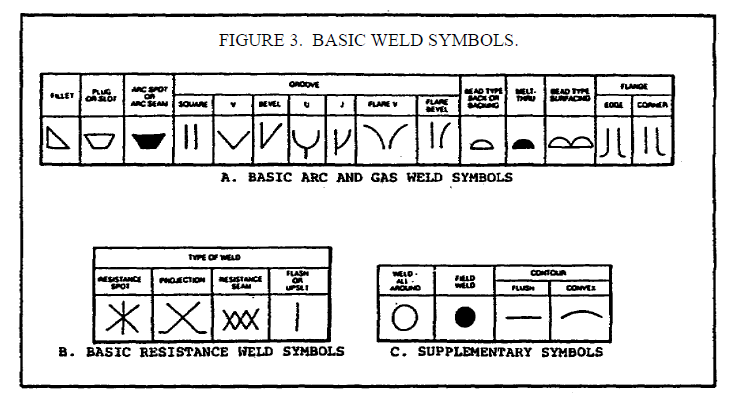 FIGURE 3. BASIC WELD SYMBOLS.
FILLET
PLUG
OR SLOT
ARC SPOT
OR
ARC SEAM
GROOVE
SQUARE
V
BEVEL
U
J
FLARE V
FLARE
BEVEL
BEAD TYPE
BACK OR
BACKING
MELT-
THRU
BEAD TYPE
SURFACING
FLANGE
EDGE
CORNER
A. BASIC ARC AND GAS WELD SYMBOLS
TYPE OF WELD
RESISTANCE
SPOT
PROJECTION
RESISTANCE
SEAM
FLASH
OR
UPSET
B. BASIC RESISTANCE WELD SYMBOLS
WELD-
ALL-
AROUND
FIELD
WELD
CONTOUR
FLUSH
CONVEX
C. SUPPLEMENTARY SYMBOLS